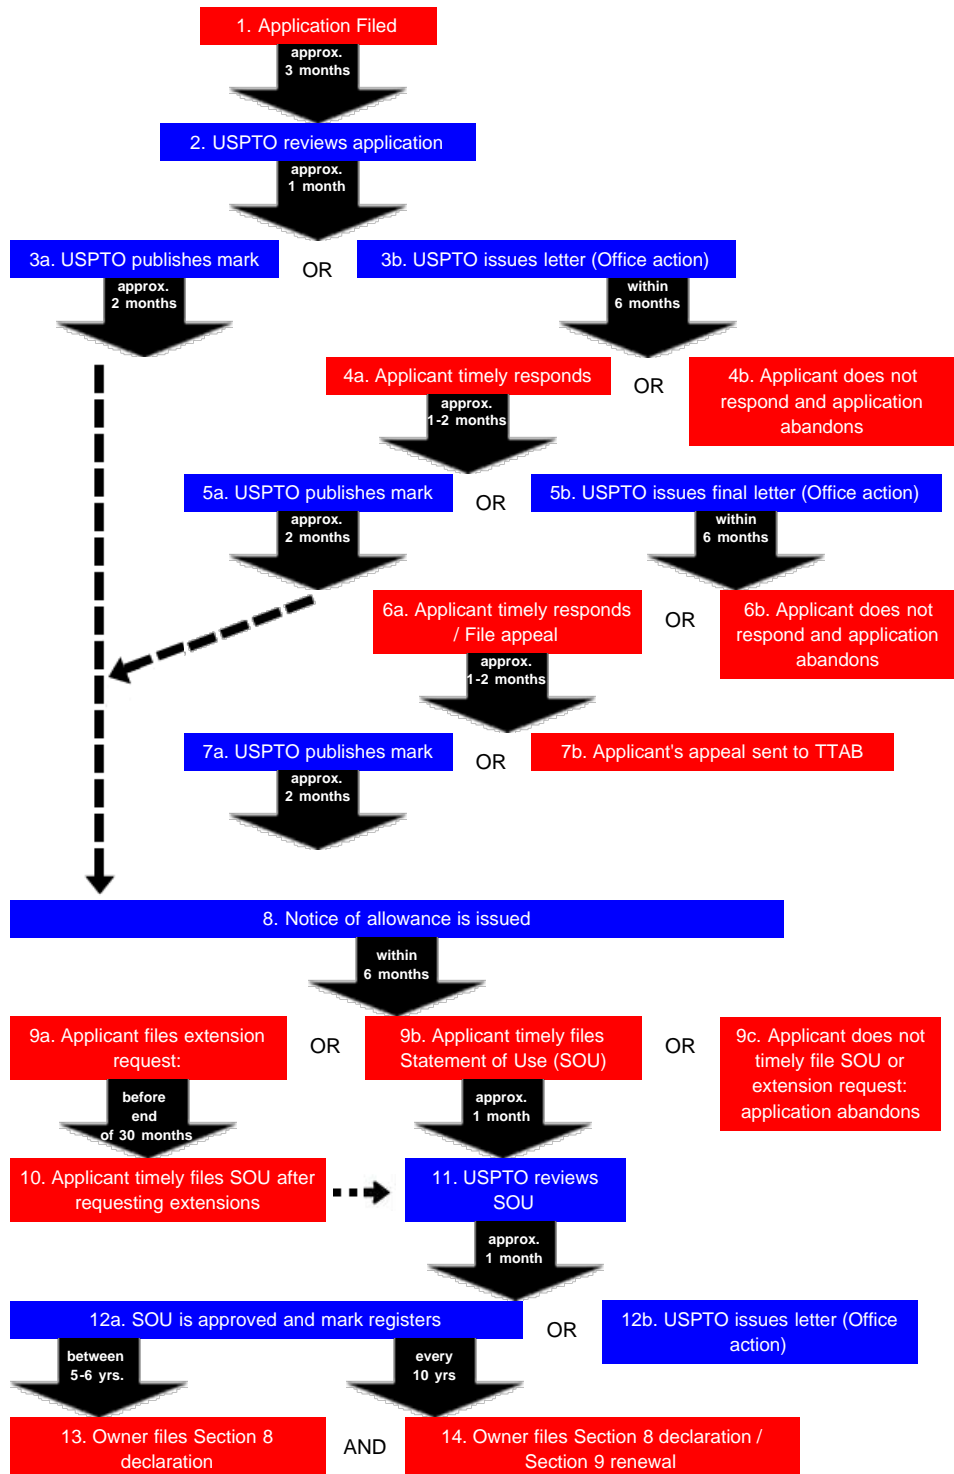 1. Application Filed
approx.
3 months
2. USPTO reviews application
approx.
1 month
3a. USPTO publishes mark
OR
3b. USPTO issues letter (Office action)
approx.
2 months
within
6 months
4a. Applicant timely responds
OR
4b. Applicant does not
respond and application
abandons
approx.
1-2 months
5a. USPTO publishes mark
OR
5b. USPTO issues final letter (Office action)
approx.
2 months
within
6 months
6a. Applicant timely responds
/ File appeal
OR
6b. Applicant does not
respond and application
abandons
approx.
1-2 months
7a. USPTO publishes mark
OR
7b. Applicant's appeal sent to TTAB
approx.
2 months
8. Notice of allowance is issued
within
6 months
9a. Applicant files extension
request:
OR
9b. Applicant timely files
Statement of Use (SOU)
OR
9c. Applicant does not
timely file SOU or
extension request:
application abandons
before
end
of 30 months
approx.
1 month
10. Applicant timely files SOU after
requesting extensions
11. USPTO reviews
SOU
approx.
1 month
12a. SOU is approved and mark registers
OR
12b. USPTO issues letter (Office
action)
between
5-6 yrs.
every
10 yrs
13. Owner files Section 8
declaration
AND
14. Owner files Section 8 declaration /
Section 9 renewal